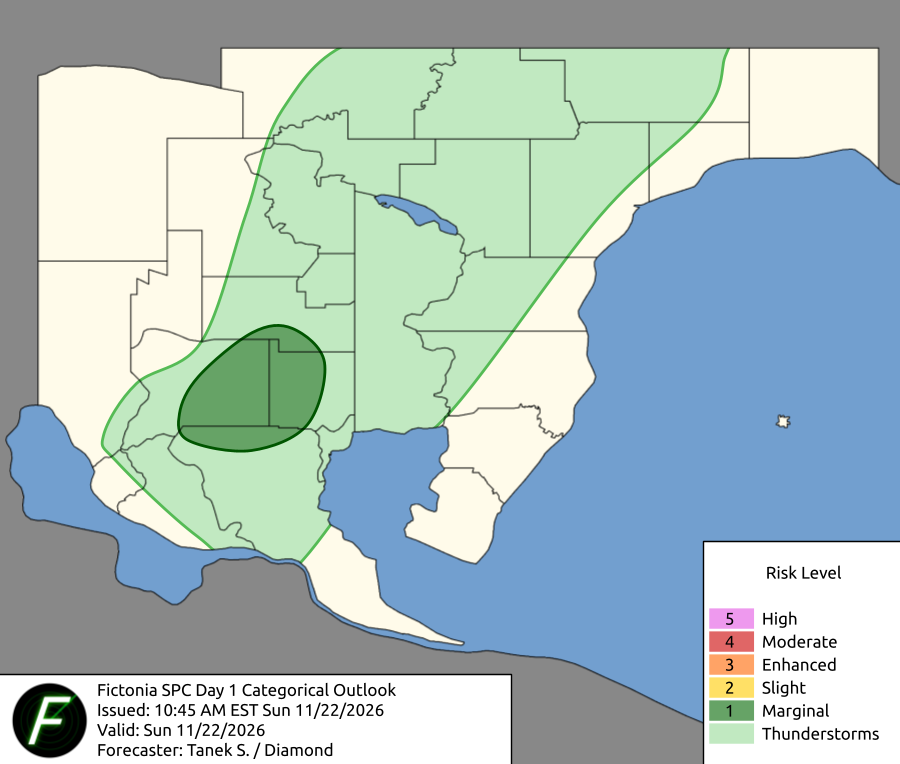 Risk Level
5 High
4 Moderate
3 Enhanced
2 Slight
1 Marginal
Thunderstorms
F
Fictonia SPC Day 1 Categorical Outlook
Issued: 10:45 AM EST Sun 11/22/2026
Valid: Sun 11/22/2026
Forecaster: Tanek S. / Diamond